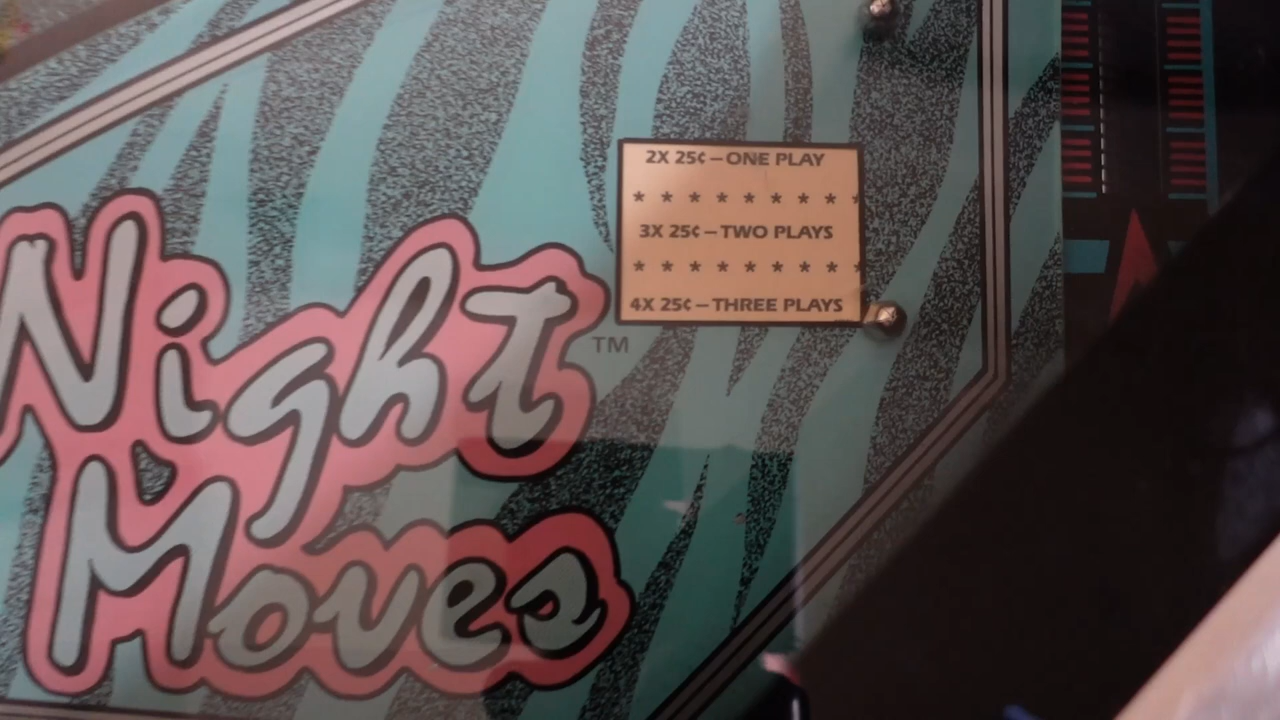 2X 25¢ – ONE PLAY
* * * * * * * * *
3X 25¢ – TWO PLAYS
* * * * * * * * *
4X 25¢ – THREE PLAYS
Night
TM
Moves